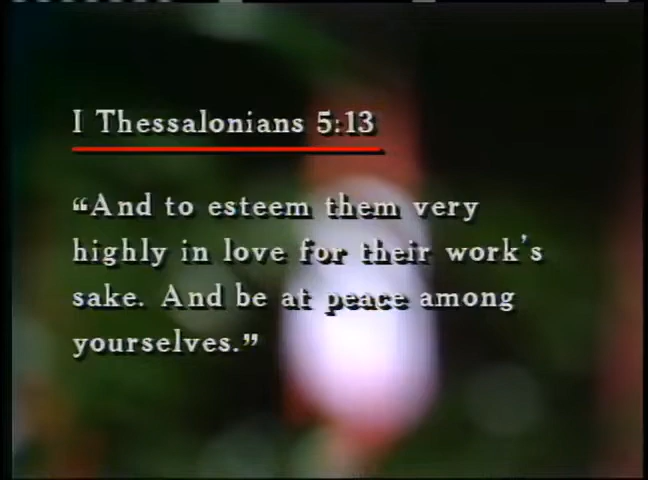 I Thessalonians 5:13
“And to esteem them very
highly in love for their work's
sake. And be at peace among
yourselves.”